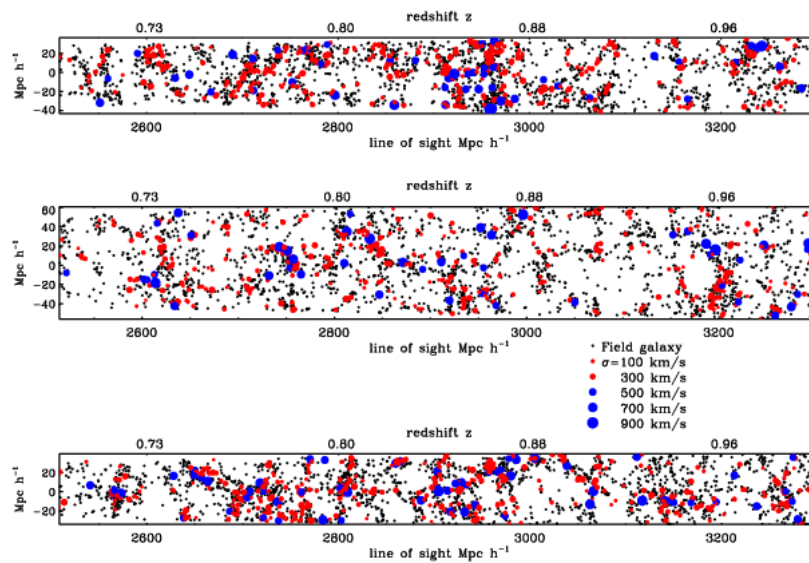 redshift z
0.73 0.80 0.88 0.96
Mpc h⁻¹
20
0
−20
−40
2600 2800 3000 3200
line of sight Mpc h⁻¹
redshift z
0.73 0.80 0.88 0.96
Mpc h⁻¹
60
40
20
0
−20
−40
2600 2800 3000 3200
line of sight Mpc h⁻¹
Field galaxy
σ=100 km/s
300 km/s
500 km/s
700 km/s
900 km/s
redshift z
0.73 0.80 0.88 0.96
Mpc h⁻¹
20
0
−20
2600 2800 3000 3200
line of sight Mpc h⁻¹